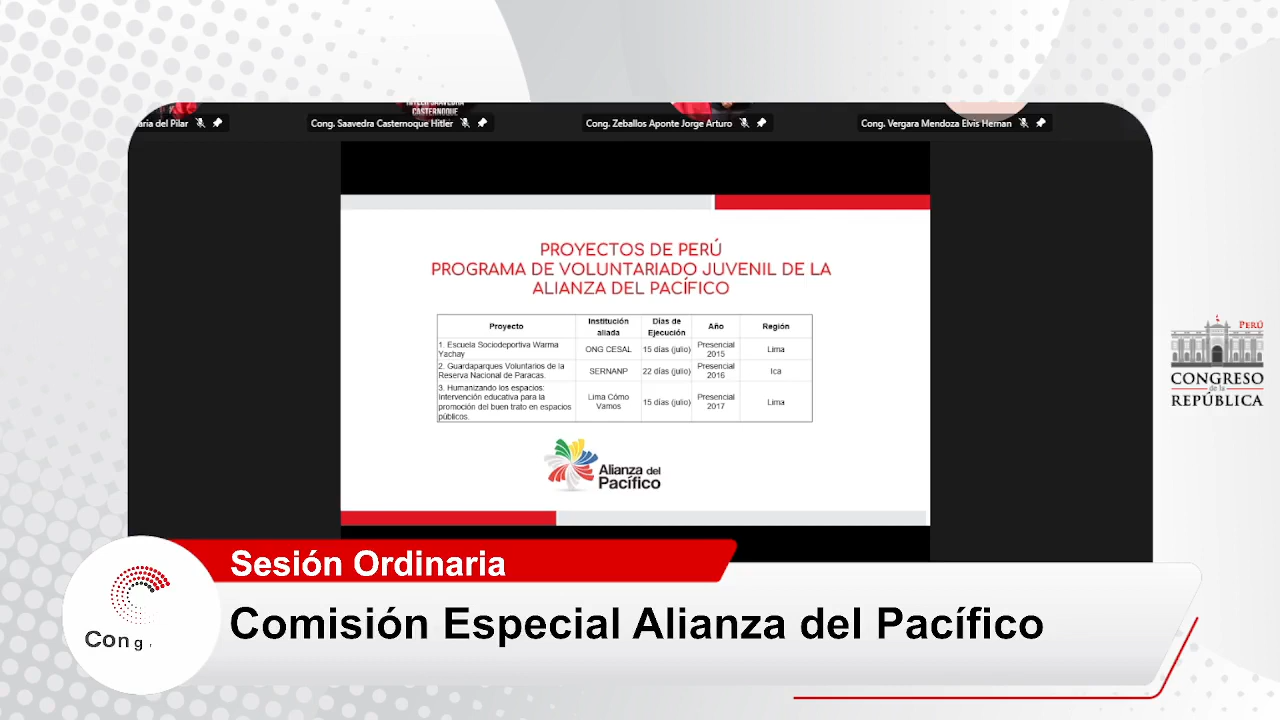 HITLER SAAVEDRA
CASTERNOQUE
aria del Pilar
Cong. Saavedra Casternoque Hitler
Cong. Zeballos Aponte Jorge Arturo
Cong. Vergara Mendoza Elvis Hernan
PROYECTOS DE PERÚ
PROGRAMA DE VOLUNTARIADO JUVENIL DE LA
ALIANZA DEL PACÍFICO
Proyecto
Institución
aliada
Días de
Ejecución
Año
Región
1. Escuela Sociodeportiva Warma
Yachay
ONG CESAL
15 días (julio)
Presencial
2015
Lima
2. Guardaparques Voluntarios de la
Reserva Nacional de Paracas.
SERNANP
22 días (julio)
Presencial
2016
Ica
3. Humanizando los espacios:
Intervención educativa para la
promoción del buen trato en espacios
públicos.
Lima Cómo
Vamos
15 días (julio)
Presencial
2017
Lima
Alianza del
Pacífico
PERÚ
CONGRESO
de la
REPÚBLICA
Sesión Ordinaria
Comisión Especial Alianza del Pacífico
Cong